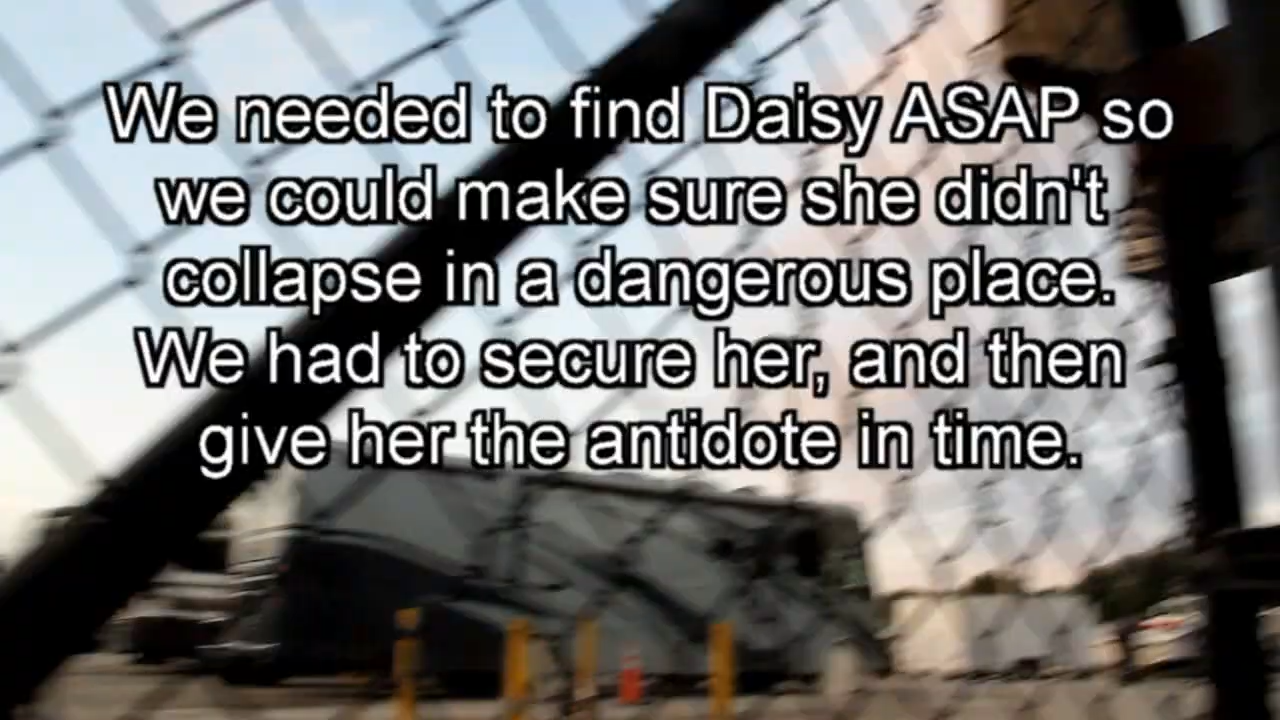 We needed to find Daisy ASAP so
we could make sure she didn't
collapse in a dangerous place.
We had to secure her, and then
give her the antidote in time.